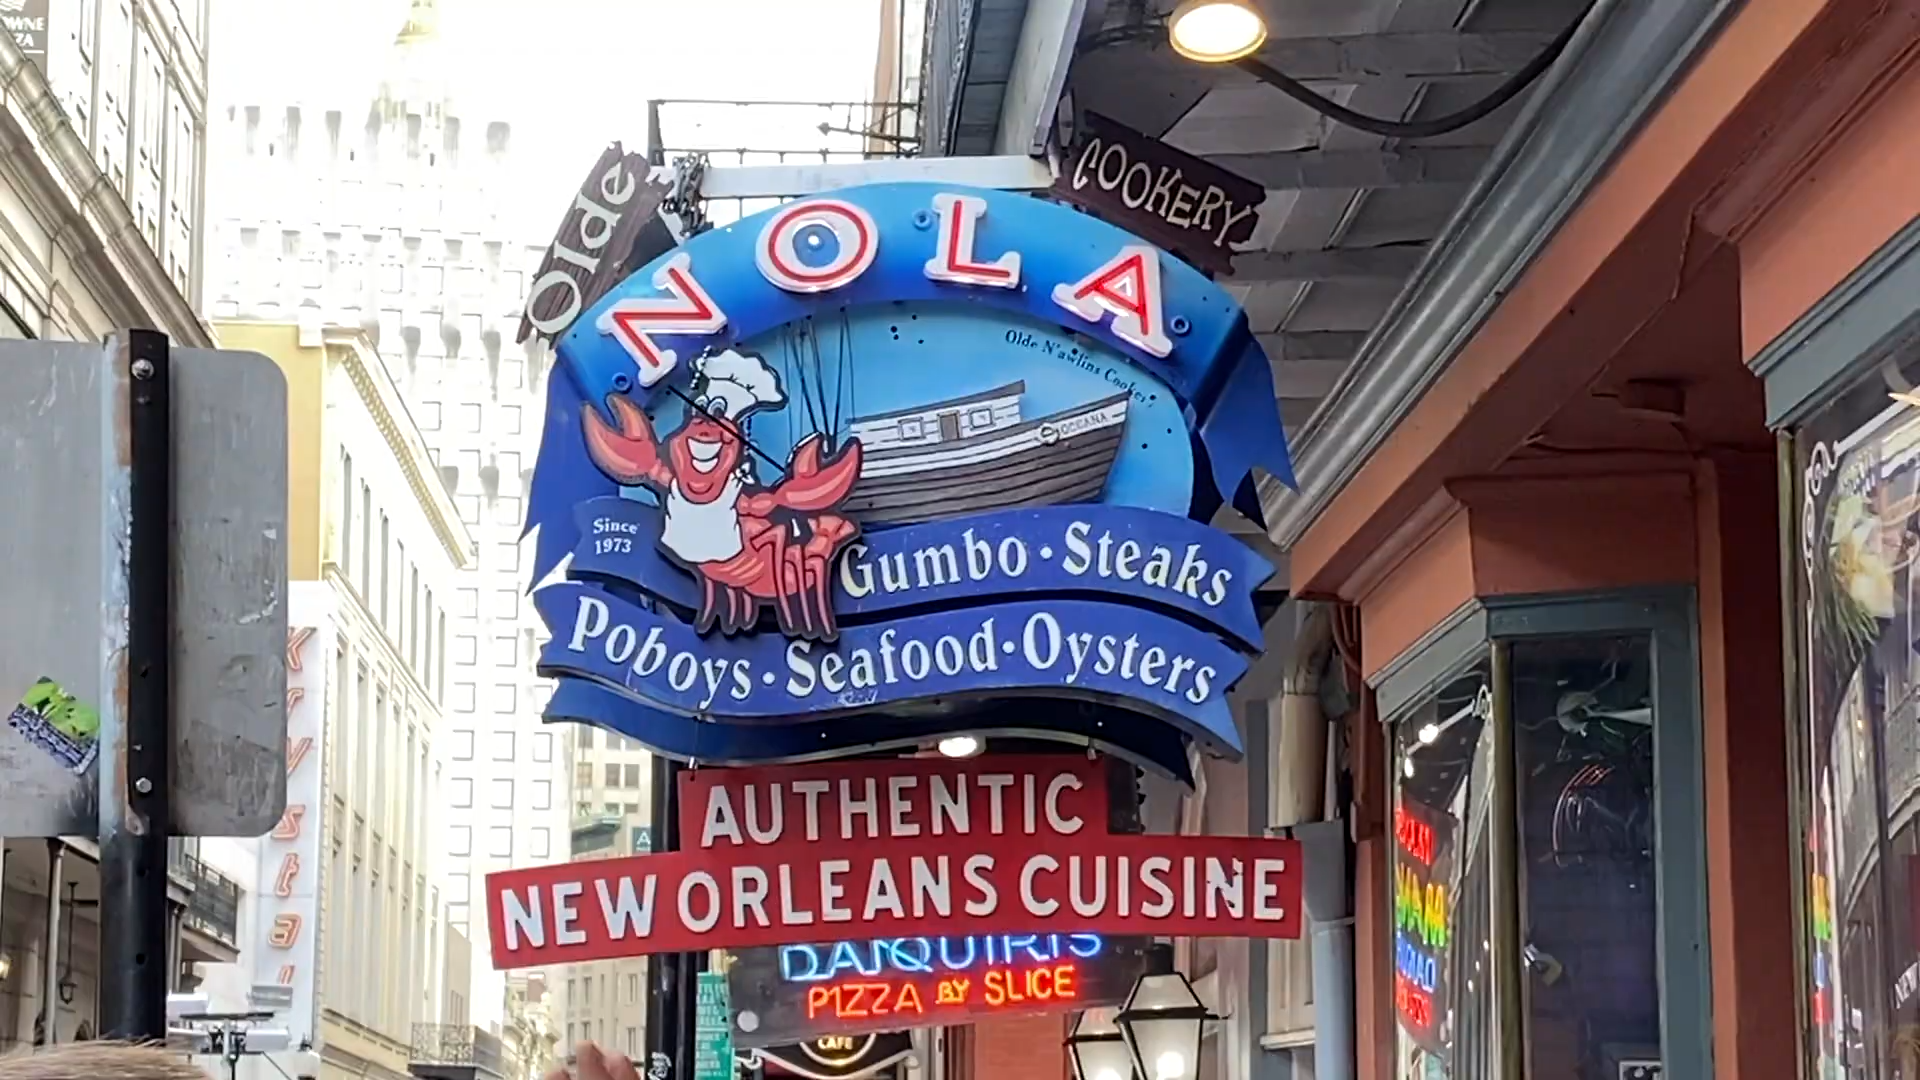 Olde
COOKERY
NOLA
Olde N'awlins Cookery
OCEANA
Since
1973
Gumbo · Steaks
Poboys · Seafood · Oysters
AUTHENTIC
NEW ORLEANS CUISINE
DAIQUIRIS
PIZZA BY SLICE
CAFE
Krystal